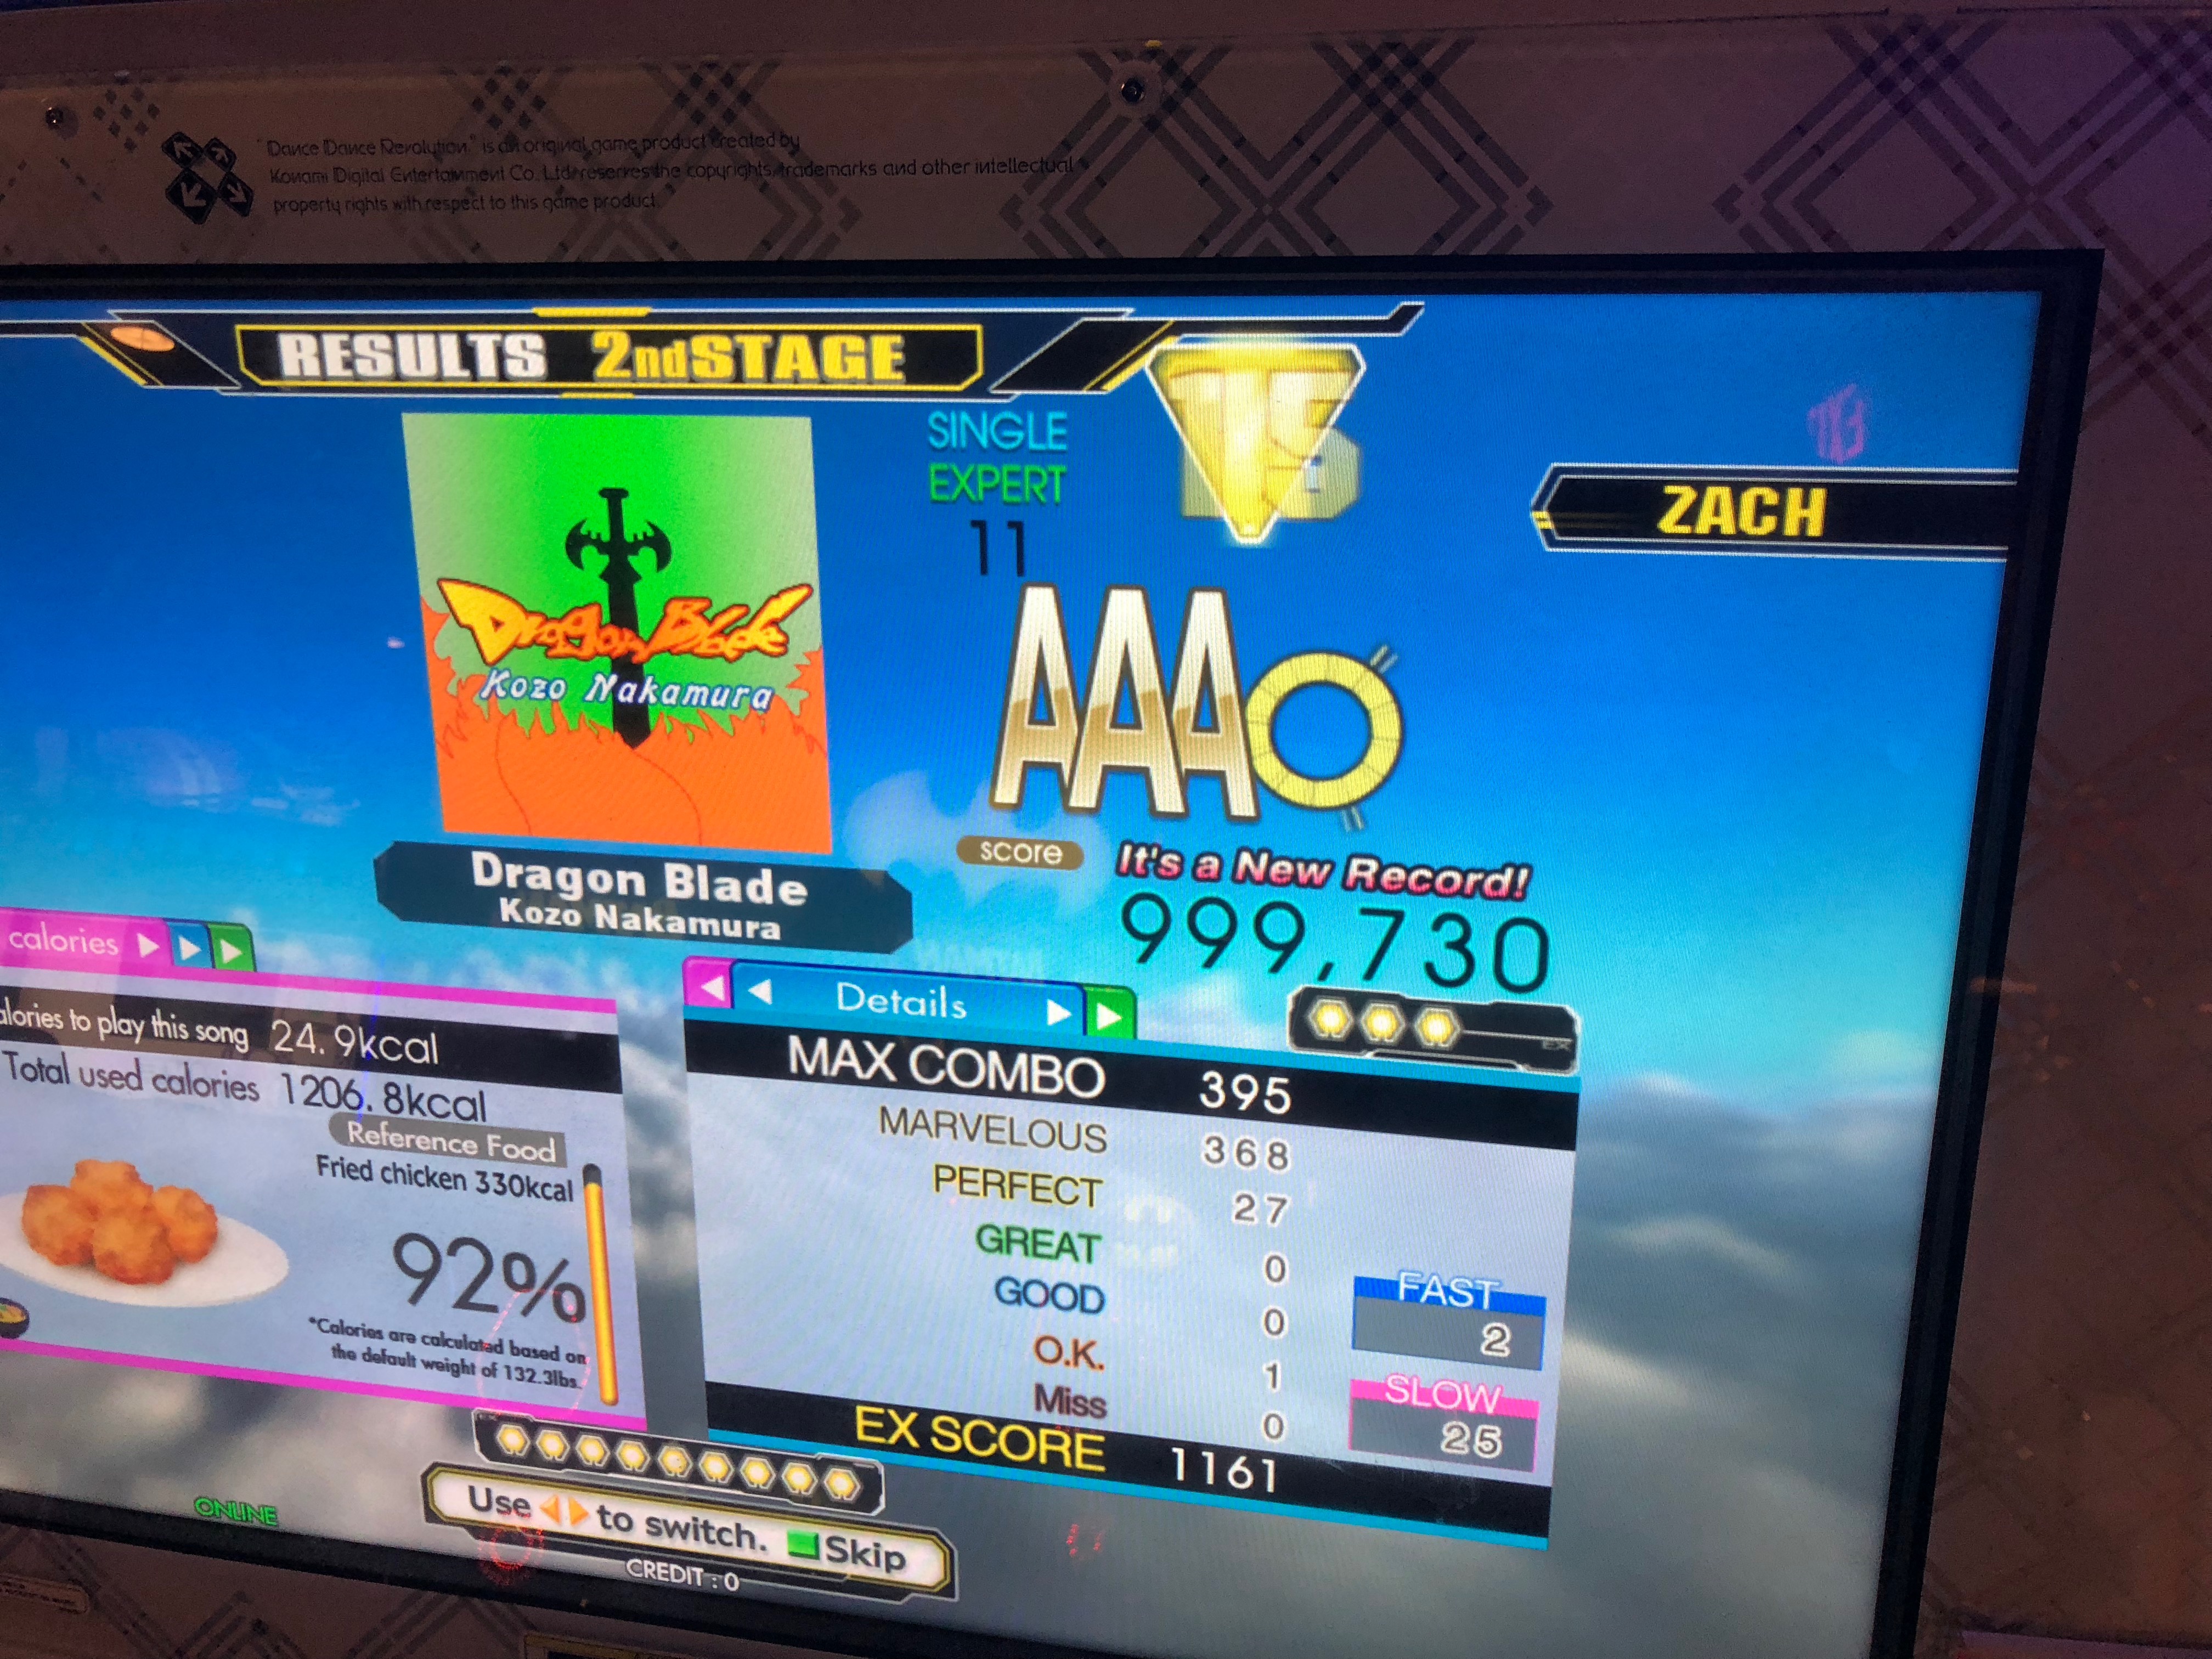 "Dance Dance Revolution" is an original game product created by
Konami Digital Entertainment Co., Ltd. reserves the copyrights, trademarks and other intellectual
property rights with respect to this game product.
RESULTS 2ndSTAGE
SINGLE
EXPERT
11
ZACH
Dragon Blade
Kozo Nakamura
AAA
score
It's a New Record!
999,730
Dragon Blade
Kozo Nakamura
calories
alories to play this song 24.9kcal
Total used calories 1206.8kcal
Reference Food
Fried chicken 330kcal
92%
*Calories are calculated based on
the default weight of 132.3lbs.
Details
EX
MAX COMBO 395
MARVELOUS 368
PERFECT 27
GREAT 0
GOOD 0
O.K. 1
Miss 0
EX SCORE 1161
FAST
2
SLOW
25
ONLINE
Use to switch. Skip
CREDIT : 0